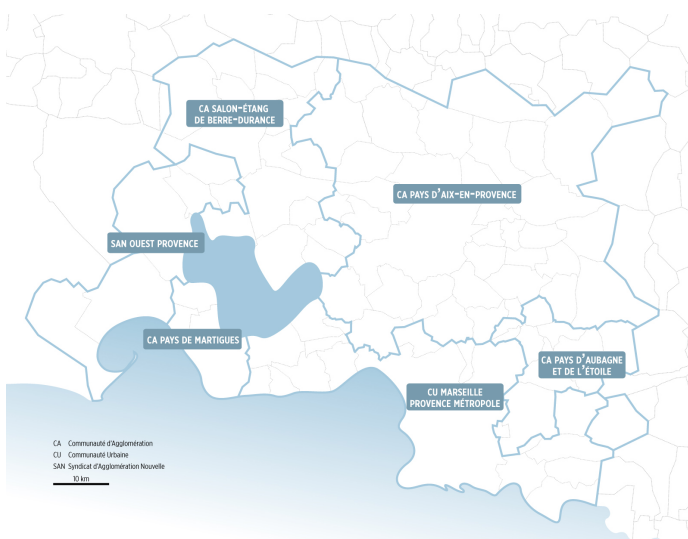 CA SALON-ÉTANG
DE BERRE-DURANCE
CA PAYS D'AIX-EN-PROVENCE
SAN OUEST PROVENCE
CA PAYS DE MARTIGUES
CA PAYS D'AUBAGNE
ET DE L'ÉTOILE
CU MARSEILLE
PROVENCE MÉTROPOLE
CA Communauté d'Agglomération
CU Communauté Urbaine
SAN Syndicat d'Agglomération Nouvelle
10 km